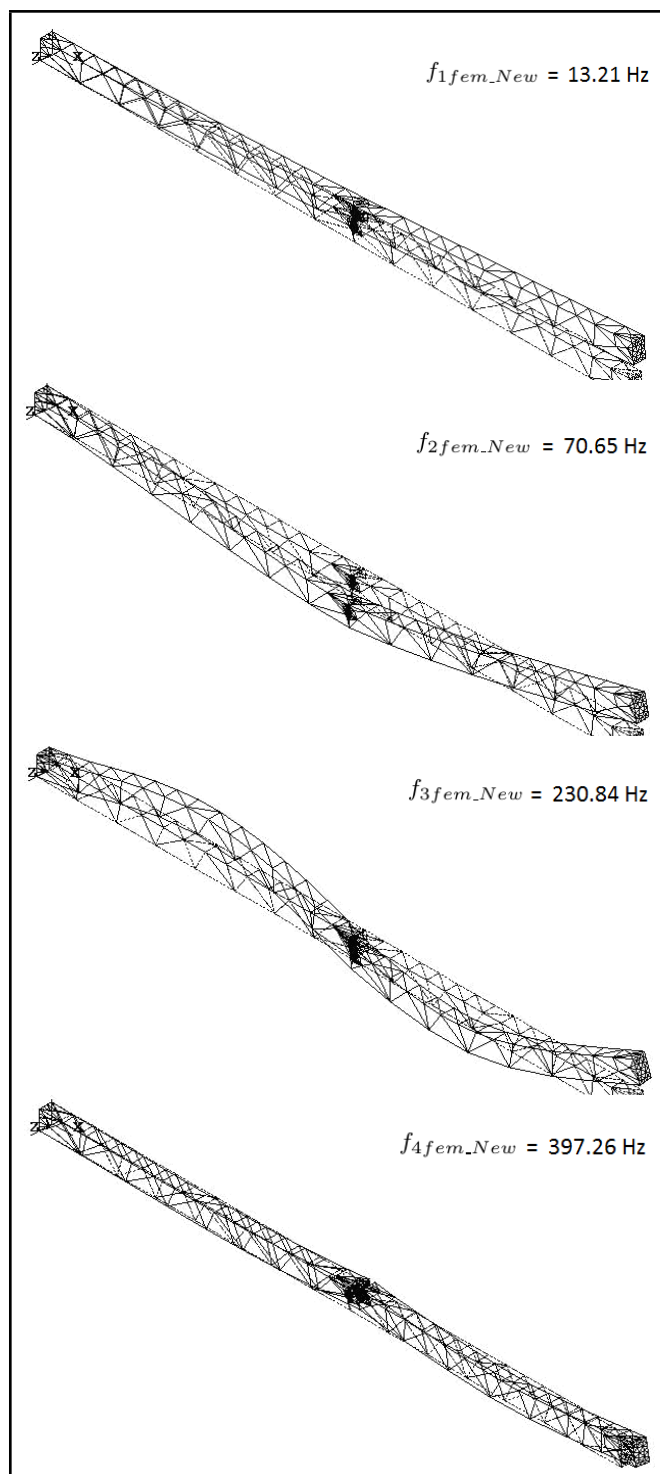 z x
f1fem_New = 13.21 Hz
z x
f2fem_New = 70.65 Hz
z x
f3fem_New = 230.84 Hz
z x
f4fem_New = 397.26 Hz